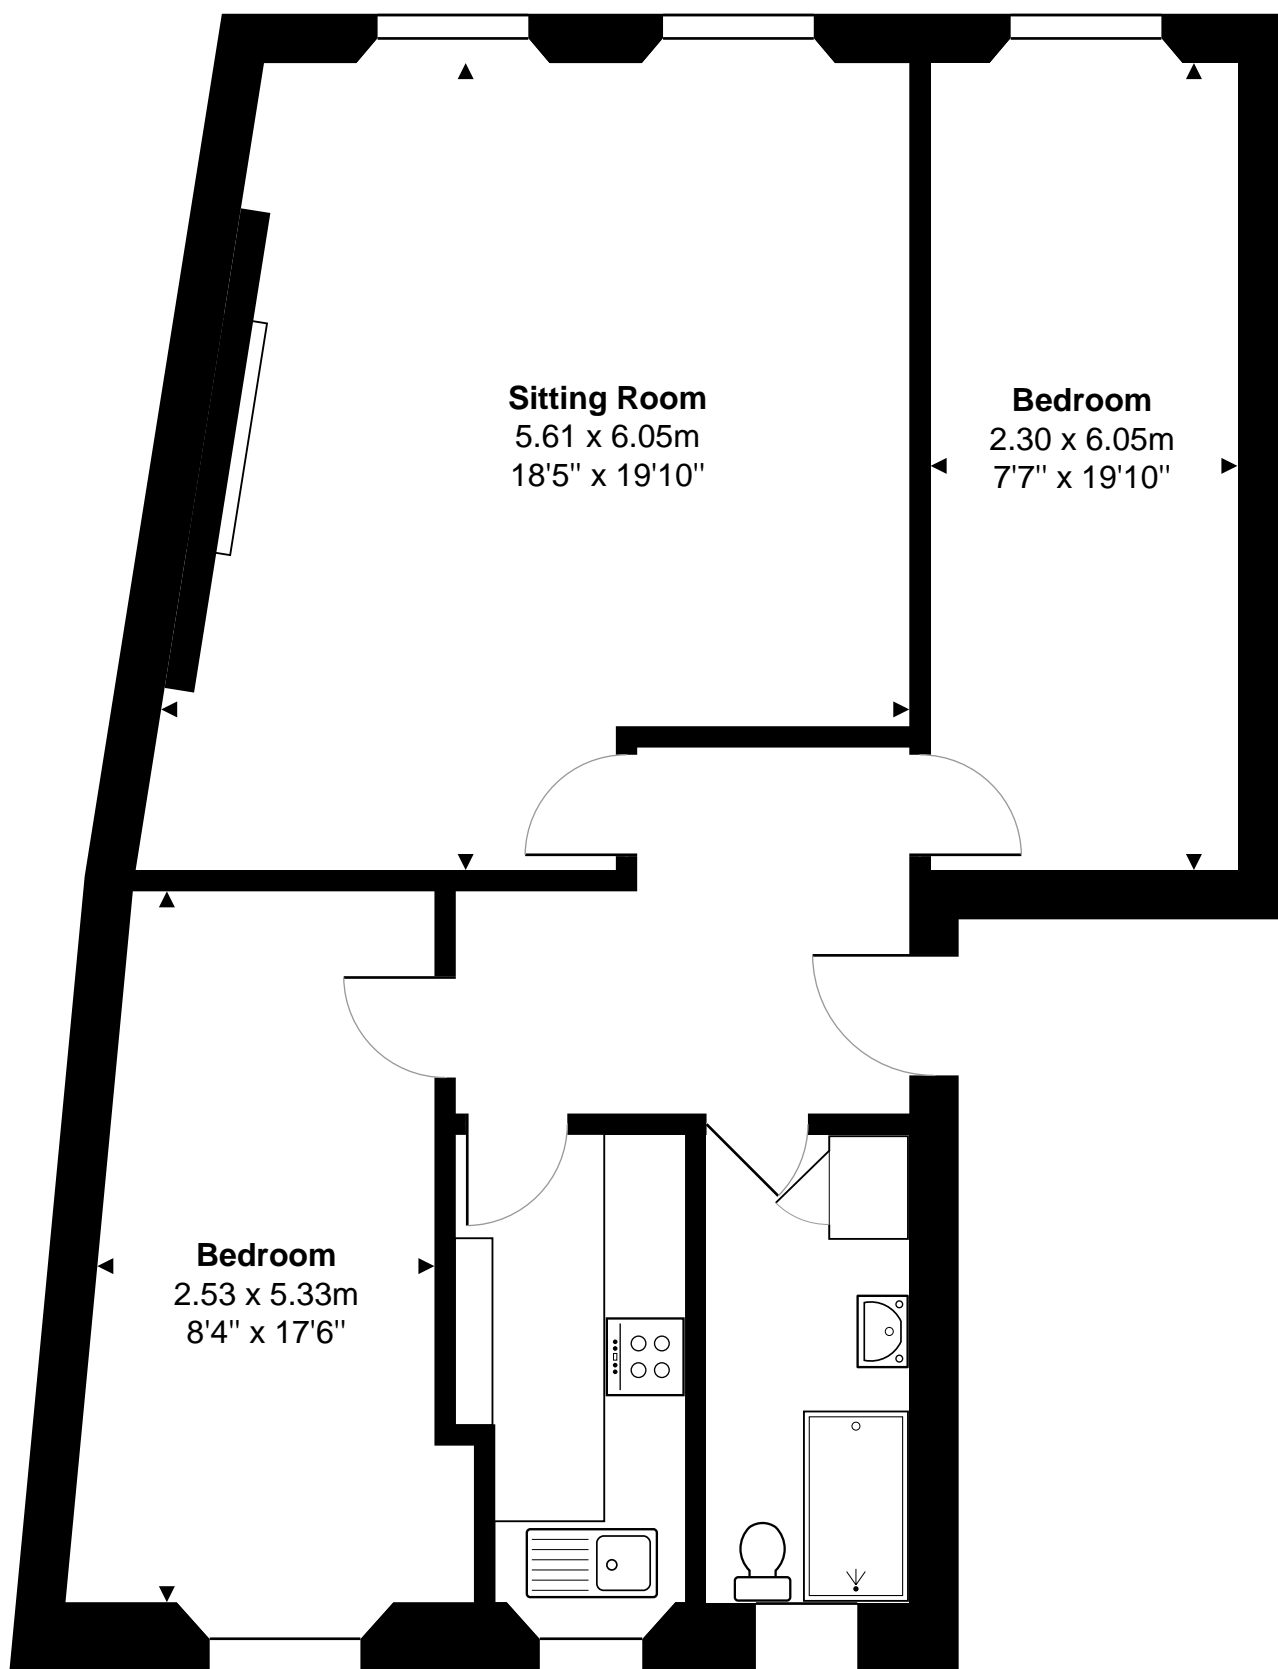 Sitting Room
5.61 x 6.05m
18'5" x 19'10"
Bedroom
2.30 x 6.05m
7'7" x 19'10"
Bedroom
2.53 x 5.33m
8'4" x 17'6"